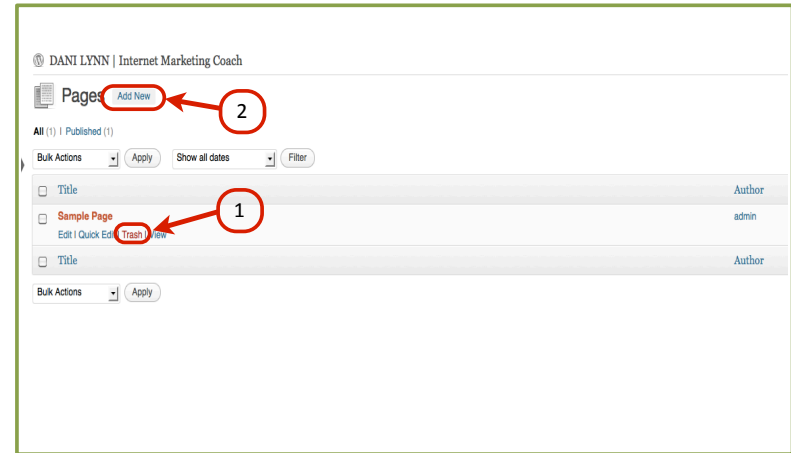 DANI LYNN | Internet Marketing Coach
Pages Add New
2
All (1) | Published (1)
Bulk Actions Apply Show all dates Filter
Title Author
1
Sample Page admin
Edit | Quick Edit | Trash | View
Title Author
Bulk Actions Apply